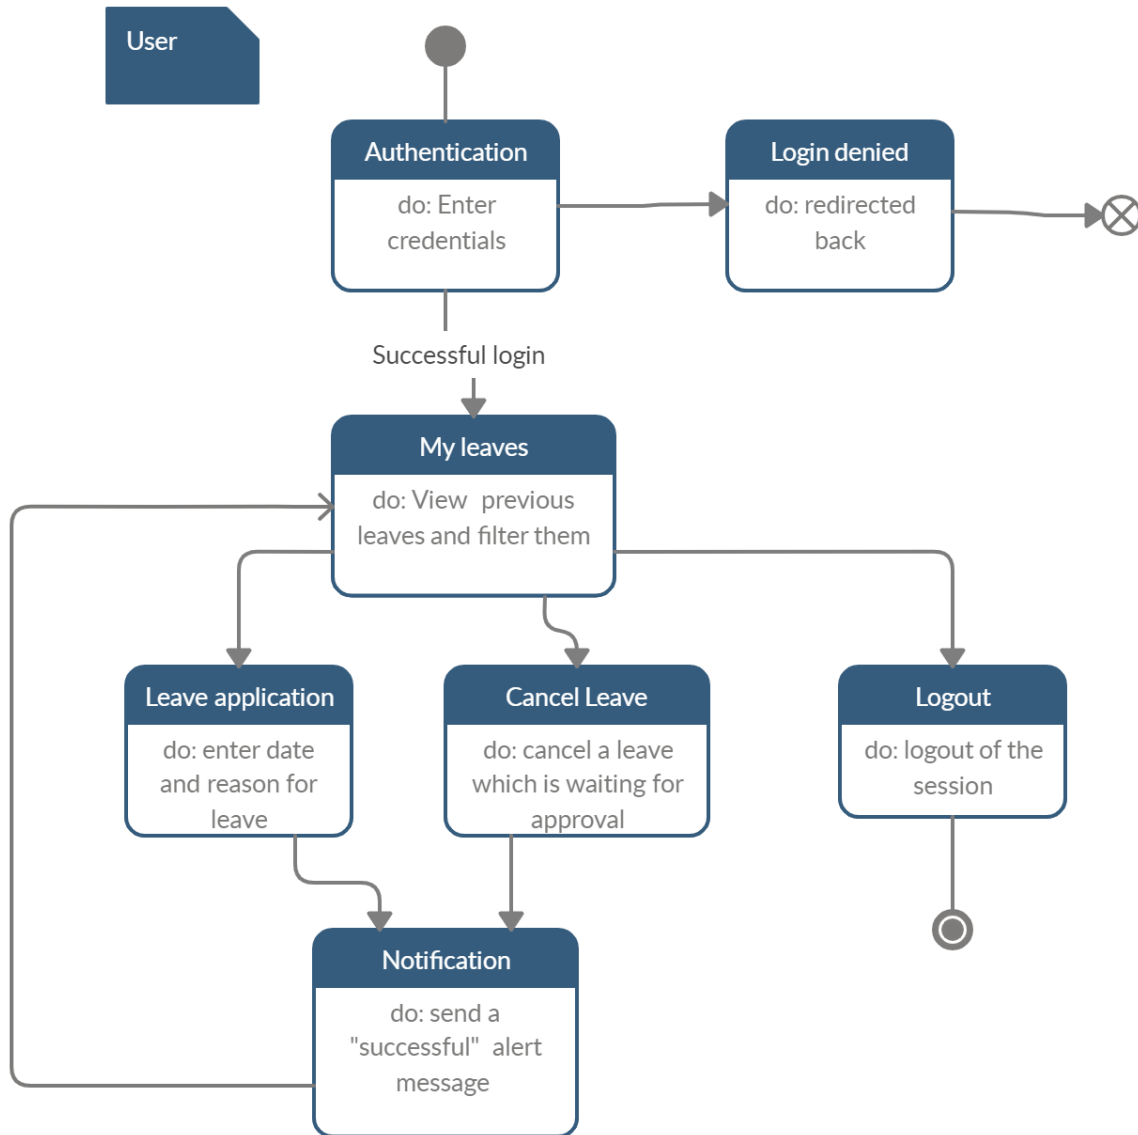 User
Authentication
do: Enter
credentials
Login denied
do: redirected
back
Successful login
My leaves
do: View previous
leaves and filter them
Leave application
do: enter date
and reason for
leave
Cancel Leave
do: cancel a leave
which is waiting for
approval
Logout
do: logout of the
session
Notification
do: send a
"successful" alert
message